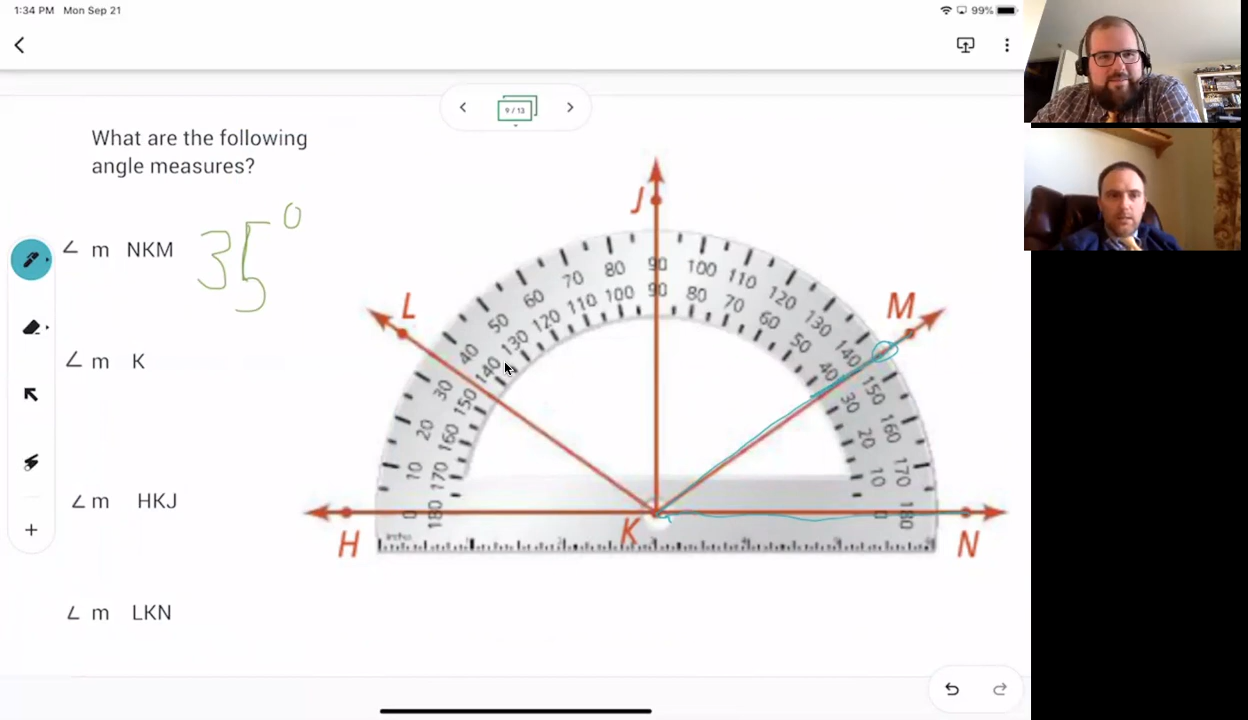 1:34 PM Mon Sep 21
99%
9 / 13
What are the following
angle measures?
∠ m NKM 35°
∠ m K
∠ m HKJ
∠ m LKN
J
L
M
H
K
N
0 10 20 30 40 50 60 70 80 90 100 110 120 130 140 150 160 170 180
180 170 160 150 140 130 120 110 100 90 80 70 60 50 40 30 20 10 0